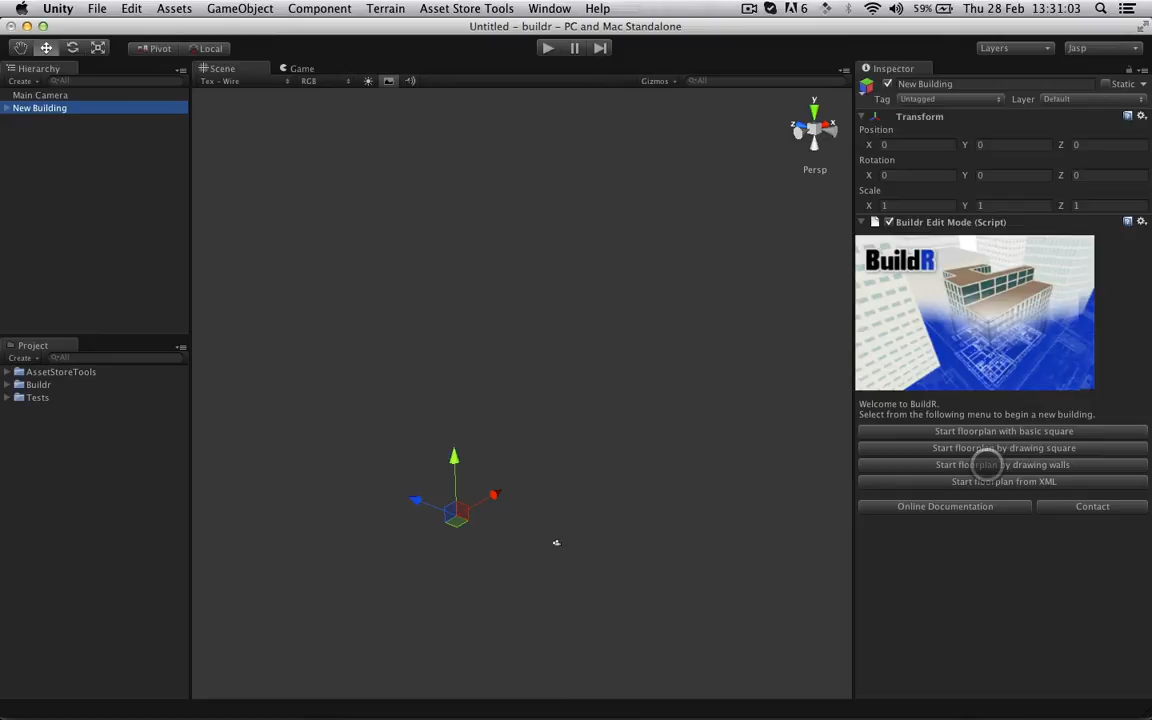 Unity File Edit Assets GameObject Component Terrain Asset Store Tools Window Help 6 59% Thu 28 Feb 13:31:03
Untitled – buildr – PC and Mac Standalone
Pivot Local Layers Jasp
Hierarchy Scene Game Inspector
Create All Tex – Wire RGB Gizmos All New Building Static
Main Camera
New Building
Tag Untagged Layer Default
Transform
Position
X 0 Y 0 Z 0
Rotation
X 0 Y 0 Z 0
Scale
X 1 Y 1 Z 1
Buildr Edit Mode (Script)
y
z x
Persp
BuildR
Project
Create All
AssetStoreTools
Buildr
Tests
Welcome to BuildR.
Select from the following menu to begin a new building.
Start floorplan with basic square
Start floorplan by drawing square
Start floorplan by drawing walls
Start floorplan from XML
Online Documentation Contact